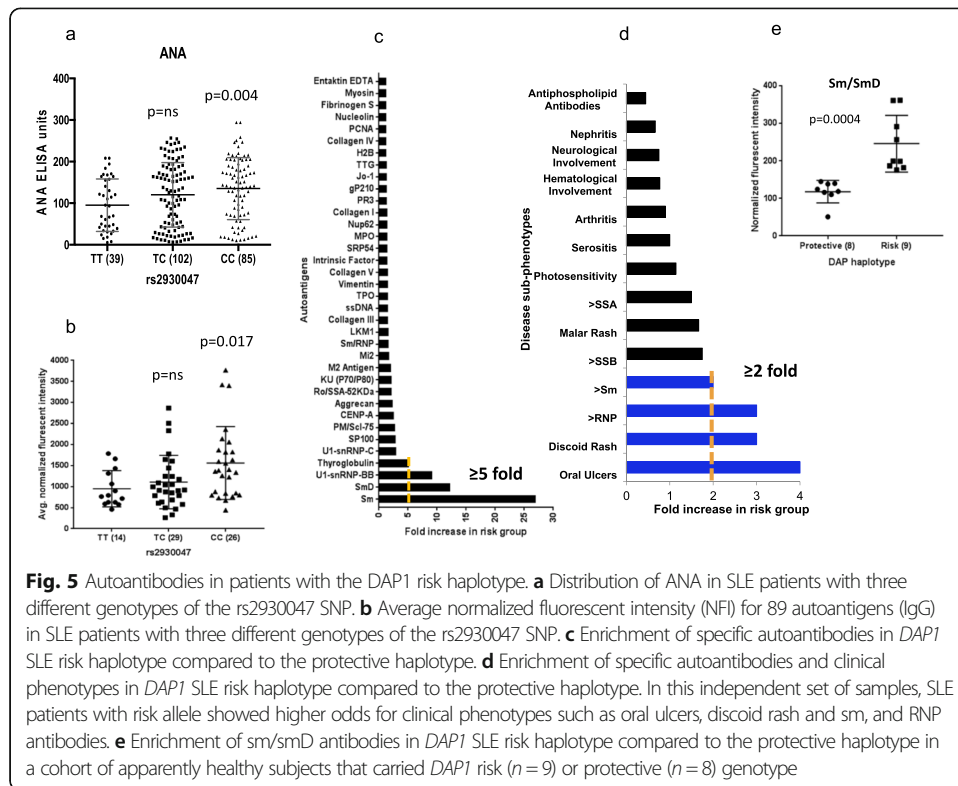 a
ANA
ANA ELISA units
400
300
200
100
0
p=ns
p=0.004
TT (39)
TC (102)
CC (85)
rs2930047
b
Avg. normalized flurescent intensity
4000
3500
3000
2500
2000
1500
1000
500
0
p=ns
p=0.017
TT (14)
TC (29)
CC (26)
rs2930047
c
Autoantigens
Entaktin EDTA
Myosin
Fibrinogen S
Nucleolin
PCNA
Collagen IV
H2B
TTG
Jo-1
gP210
PR3
Collagen I
Nup62
MPO
SRP54
Intrinsic Factor
Collagen V
Vimentin
TPO
ssDNA
Collagen III
LKM1
Sm/RNP
Mi2
M2 Antigen
KU (P70/P80)
Ro/SSA-52KDa
Aggrecan
CENP-A
PM/Scl-75
SP100
U1-snRNP-C
Thyroglobulin
U1-snRNP-BB
SmD
Sm
≥5 fold
0 5 10 15 20 25 30
Fold increase in risk group
d
Disease sub-phenotypes
Antiphospholipid
Antibodies
Nephritis
Neurological
Involvement
Hematological
Involvement
Arthritis
Serositis
Photosensitivity
>SSA
Malar Rash
>SSB
>Sm
>RNP
Discoid Rash
Oral Ulcers
≥2 fold
0 1 2 3 4
Fold increase in risk group
e
Sm/SmD
Normalized fluorescent intensity
400
300
200
100
0
p=0.0004
Protective (8)
Risk (9)
DAP haplotype
Fig. 5 Autoantibodies in patients with the DAP1 risk haplotype. a Distribution of ANA in SLE patients with three
different genotypes of the rs2930047 SNP. b Average normalized fluorescent intensity (NFI) for 89 autoantigens (IgG)
in SLE patients with three different genotypes of the rs2930047 SNP. c Enrichment of specific autoantibodies in DAP1
SLE risk haplotype compared to the protective haplotype. d Enrichment of specific autoantibodies and clinical
phenotypes in DAP1 SLE risk haplotype compared to the protective haplotype. In this independent set of samples, SLE
patients with risk allele showed higher odds for clinical phenotypes such as oral ulcers, discoid rash and sm, and RNP
antibodies. e Enrichment of sm/smD antibodies in DAP1 SLE risk haplotype compared to the protective haplotype in
a cohort of apparently healthy subjects that carried DAP1 risk (n = 9) or protective (n = 8) genotype